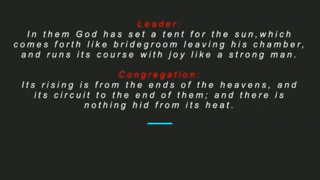 Leader:
In them God has set a tent for the sun,which
comes forth like bridegroom leaving his chamber,
and runs its course with joy like a strong man.
Congregation:
Its rising is from the ends of the heavens, and
its circuit to the end of them; and there is
nothing hid from its heat.